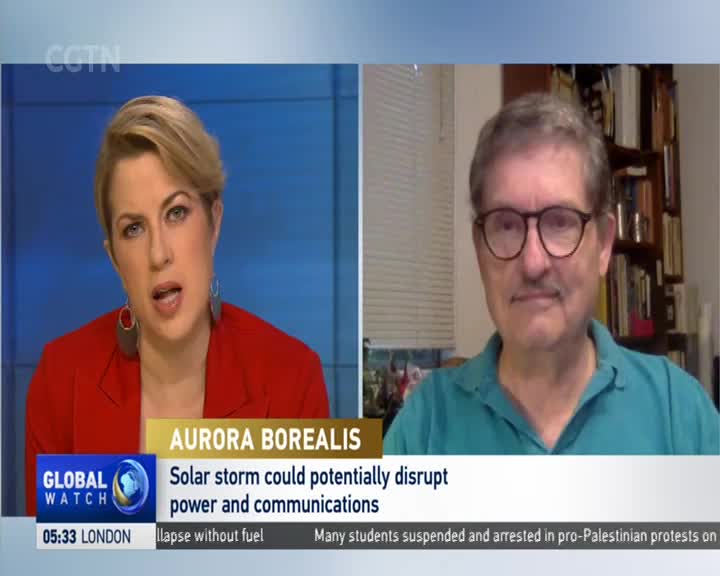 CGTN
AURORA BOREALIS
Solar storm could potentially disrupt
power and communications
GLOBAL
WATCH
05:33 LONDON
llapse without fuel Many students suspended and arrested in pro-Palestinian protests on